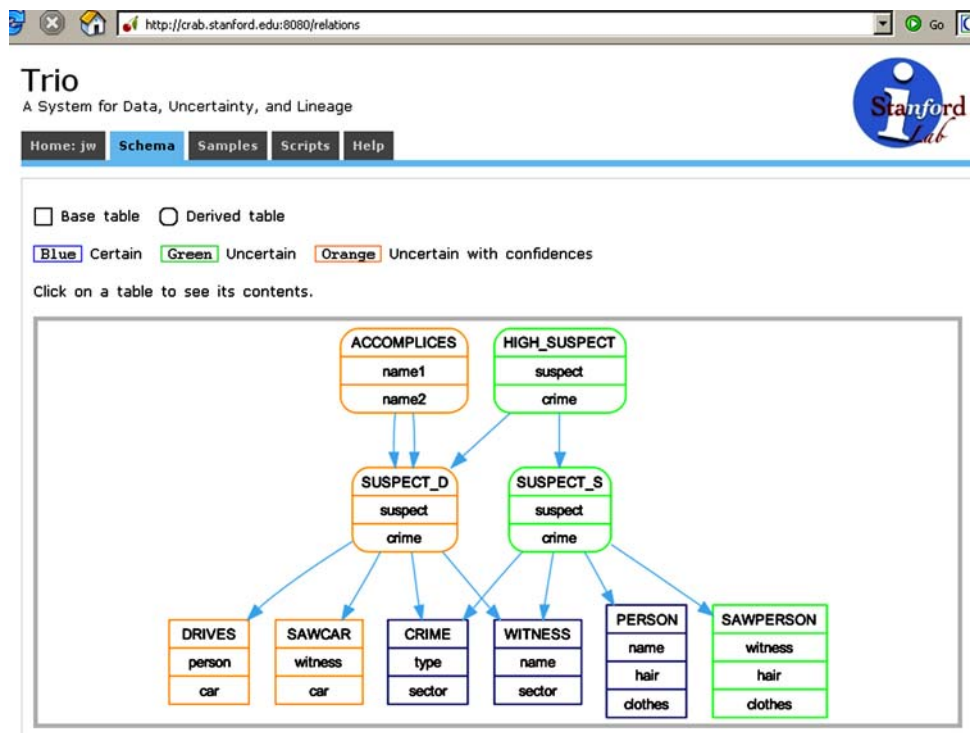 http://crab.stanford.edu:8080/relations
Go
Trio
A System for Data, Uncertainty, and Lineage
Stanford
i
Lab
Home: jw Schema Samples Scripts Help
Base table Derived table
Blue Certain Green Uncertain Orange Uncertain with confidences
Click on a table to see its contents.
ACCOMPLICES
name1
name2
HIGH_SUSPECT
suspect
crime
SUSPECT_D
suspect
crime
SUSPECT_S
suspect
crime
DRIVES
person
car
SAWCAR
witness
car
CRIME
type
sector
WITNESS
name
sector
PERSON
name
hair
clothes
SAWPERSON
witness
hair
clothes